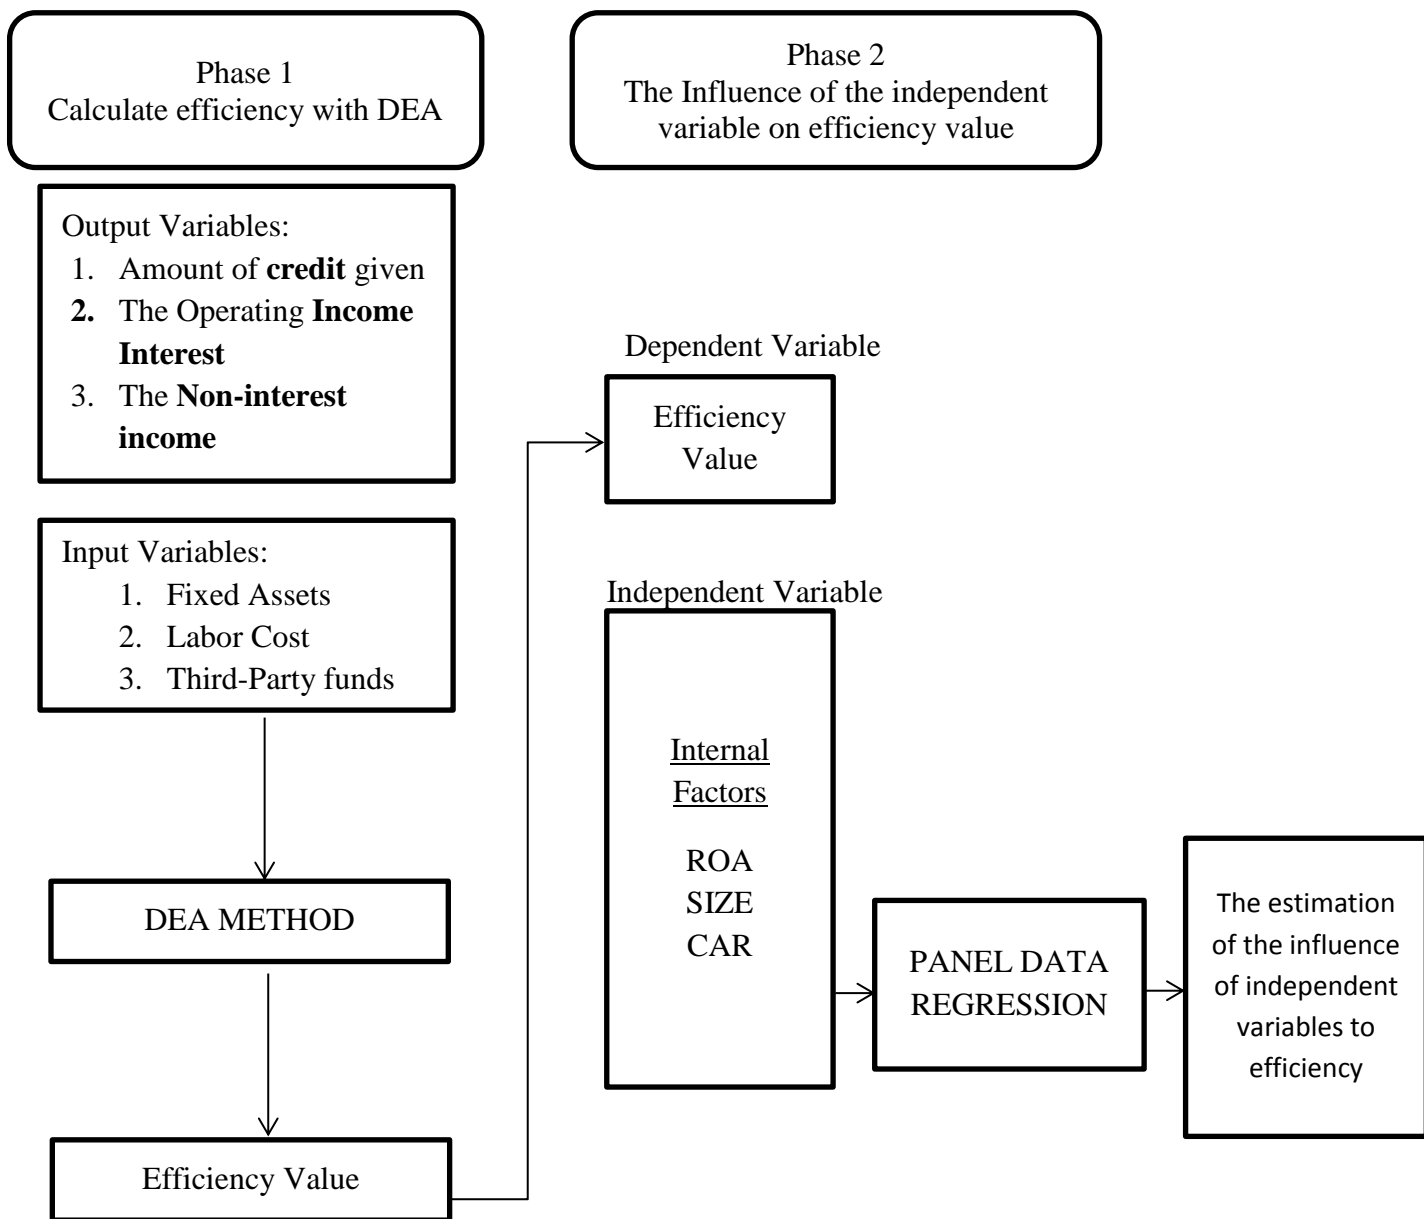 Phase 1
Calculate efficiency with DEA
Output Variables:
1. Amount of credit given
2. The Operating Income
Interest
3. The Non-interest
income
Input Variables:
1. Fixed Assets
2. Labor Cost
3. Third-Party funds
DEA METHOD
Efficiency Value
Phase 2
The Influence of the independent
variable on efficiency value
Dependent Variable
Efficiency
Value
Independent Variable
Internal
Factors
ROA
SIZE
CAR
PANEL DATA
REGRESSION
The estimation
of the influence
of independent
variables to
efficiency